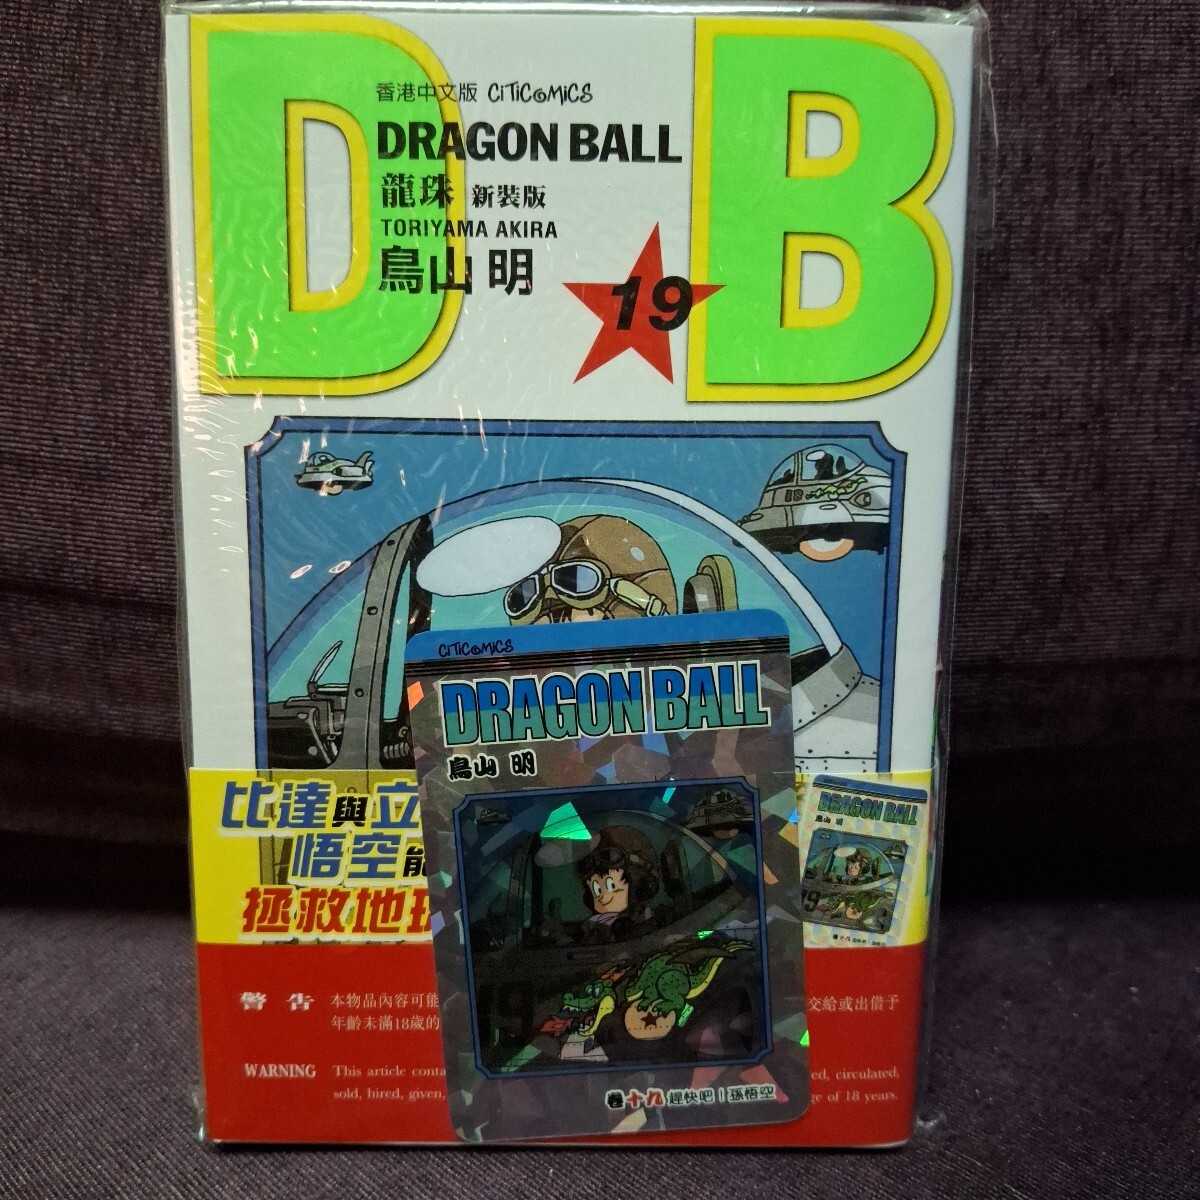 D B
香港中文版 CITICOMICS
DRAGON BALL
龍珠 新裝版
TORIYAMA AKIRA
鳥山 明
19
CITICOMICS
DRAGON BALL
鳥山 明
19
卷十九 趕快吧！孫悟空
比達與立
悟空能
拯救地球
DRAGON BALL
鳥山 明
警告 本物品內容可能
年齡未滿18歲的
交給或出借予
WARNING This article conta
sold, hired, given,
ed, circulated,
ge of 18 years.